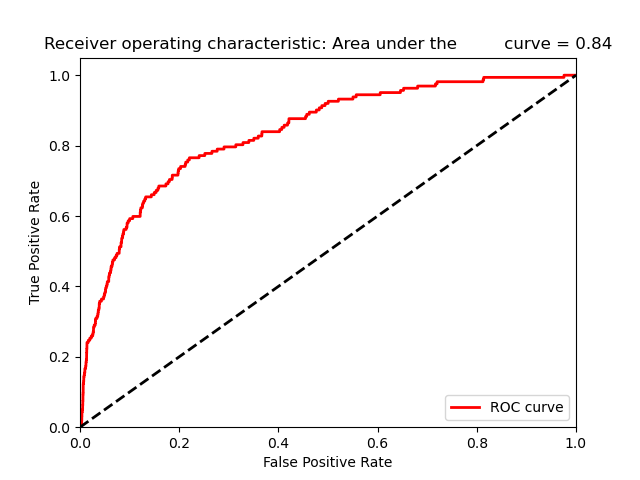 Receiver operating characteristic: Area under the curve = 0.84
1.0
0.8
0.6
0.4
0.2
0.0
True Positive Rate
ROC curve
0.0 0.2 0.4 0.6 0.8 1.0
False Positive Rate